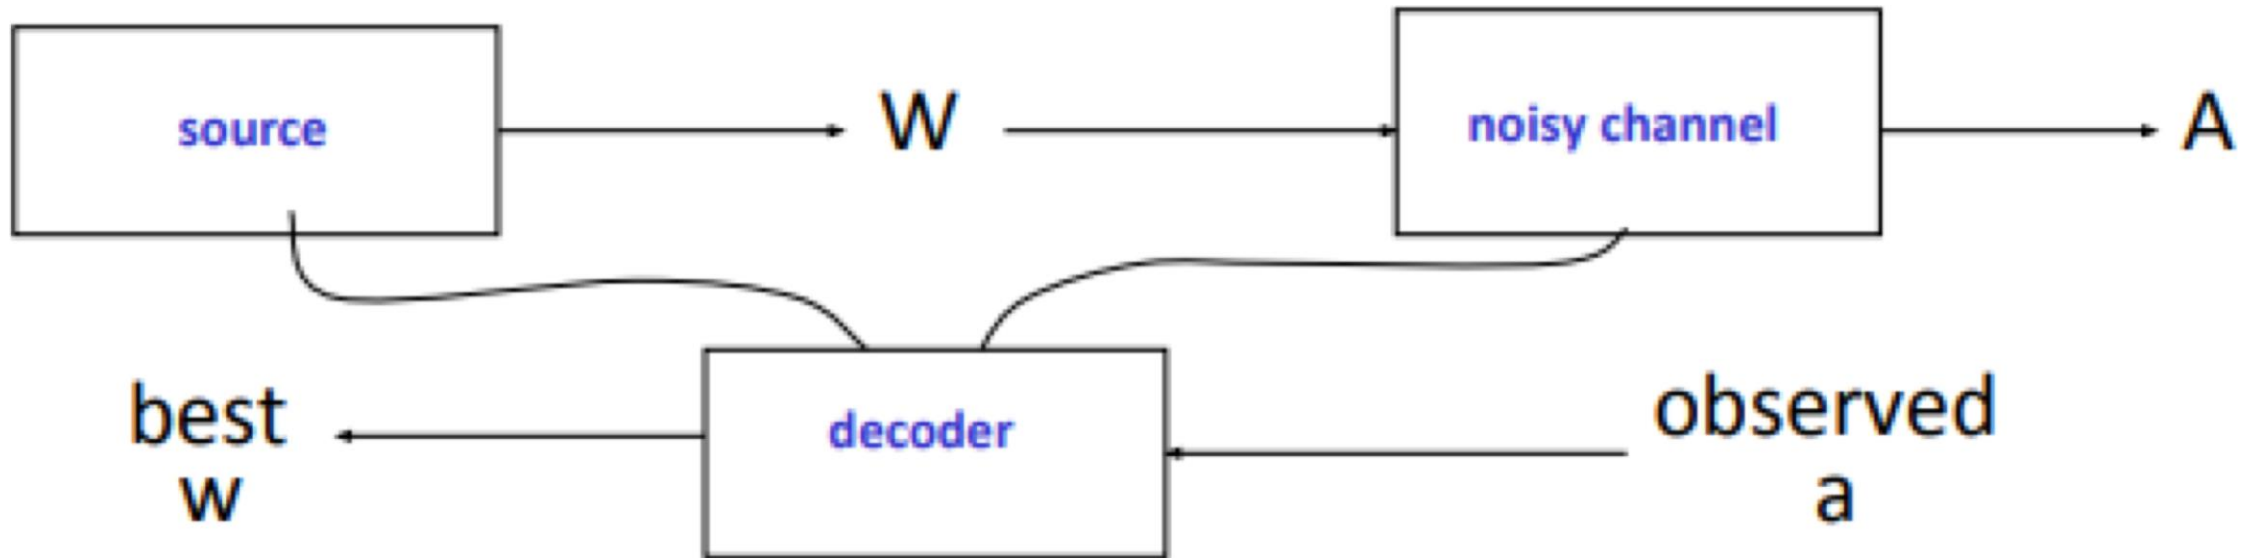 source
W
noisy channel
A
best
w
decoder
observed
a